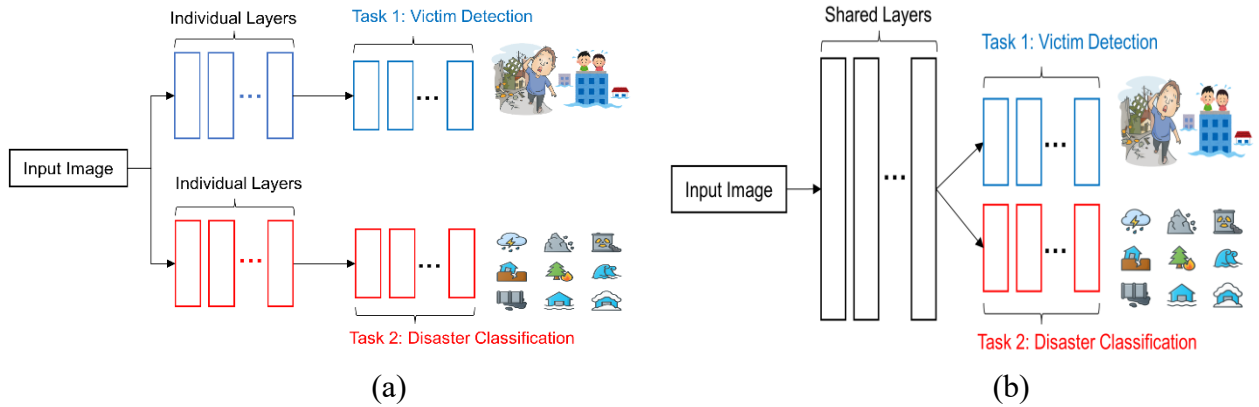 Individual Layers
Task 1: Victim Detection
...
...
Input Image
Individual Layers
...
...
Task 2: Disaster Classification
(a)
Shared Layers
Task 1: Victim Detection
...
...
Input Image
...
Task 2: Disaster Classification
(b)